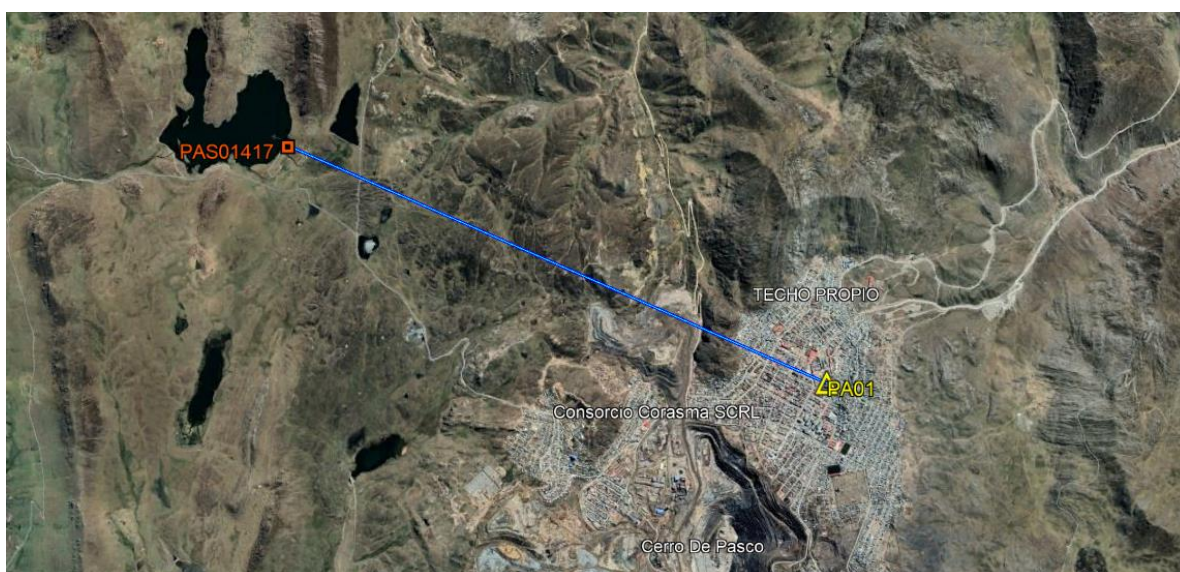 PAS01417
TECHO PROPIO
PA01
Consorcio Corasma SCRL
Cerro De Pasco